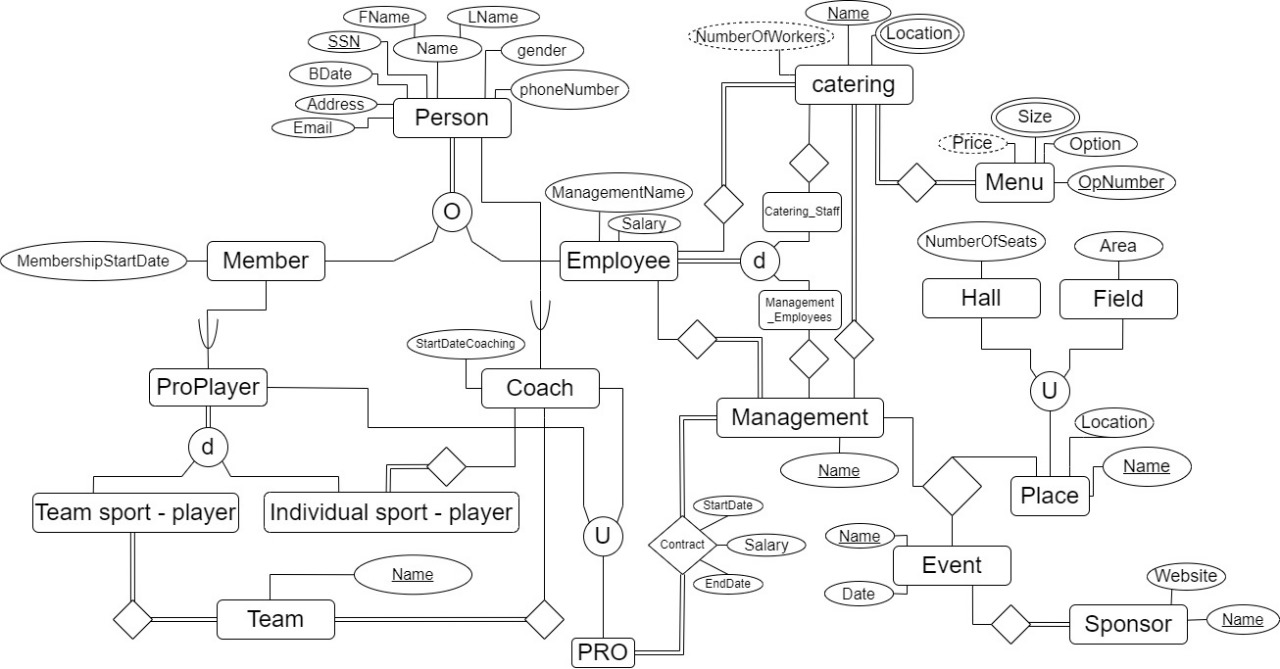 FName
LName
SSN
Name
gender
BDate
phoneNumber
Address
Email
Person
NumberOfWorkers
Name
Location
catering
Size
Price
Option
Menu
OpNumber
O
ManagementName
Salary
Catering_Staff
MembershipStartDate
Member
Employee
d
Management
_Employees
NumberOfSeats
Area
Hall
Field
StartDateCoaching
ProPlayer
Coach
U
Management
Name
Location
Name
Place
d
Team sport - player
Individual sport - player
U
StartDate
Contract
Salary
EndDate
Name
Event
Date
Name
Team
PRO
Website
Sponsor
Name